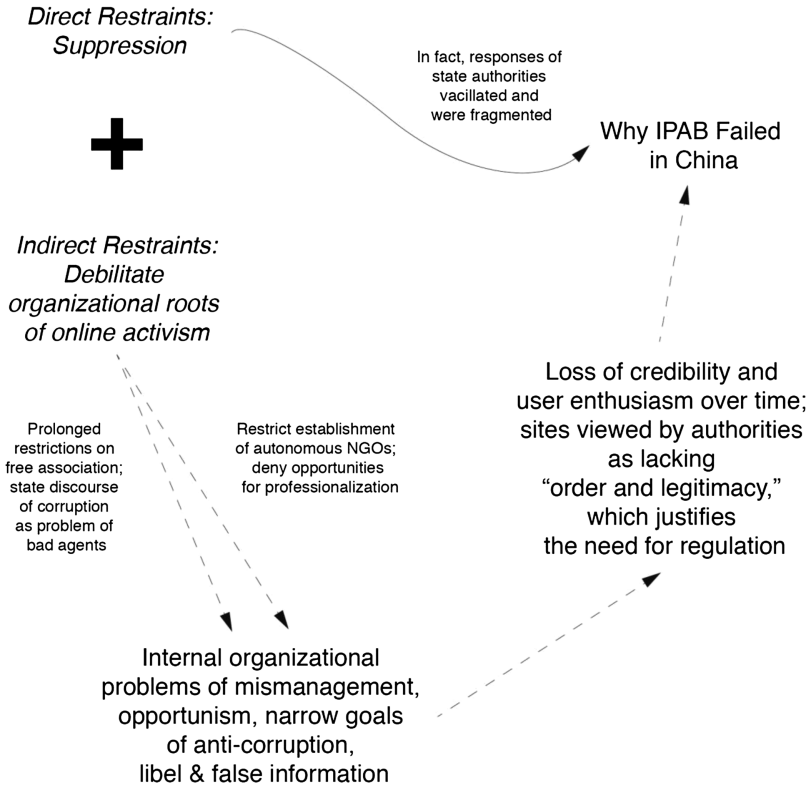 Direct Restraints:
Suppression
In fact, responses of
state authorities
vacillated and
were fragmented
Why IPAB Failed
in China
Indirect Restraints:
Debilitate
organizational roots
of online activism
Prolonged
restrictions on
free association;
state discourse
of corruption
as problem of
bad agents
Restrict establishment
of autonomous NGOs;
deny opportunities
for professionalization
Loss of credibility and
user enthusiasm over time;
sites viewed by authorities
as lacking
“order and legitimacy,”
which justifies
the need for regulation
Internal organizational
problems of mismanagement,
opportunism, narrow goals
of anti-corruption,
libel & false information